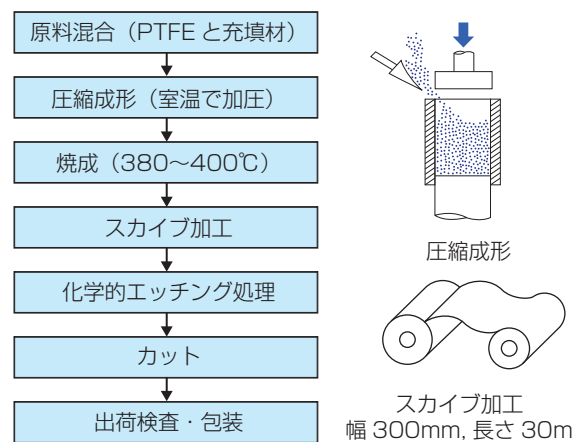 原料混合（PTFE と充填材）
圧縮成形（室温で加圧）
焼成（380～400℃）
スカイブ加工
化学的エッチング処理
カット
出荷検査・包装
圧縮成形
スカイブ加工
幅 300mm, 長さ 30m